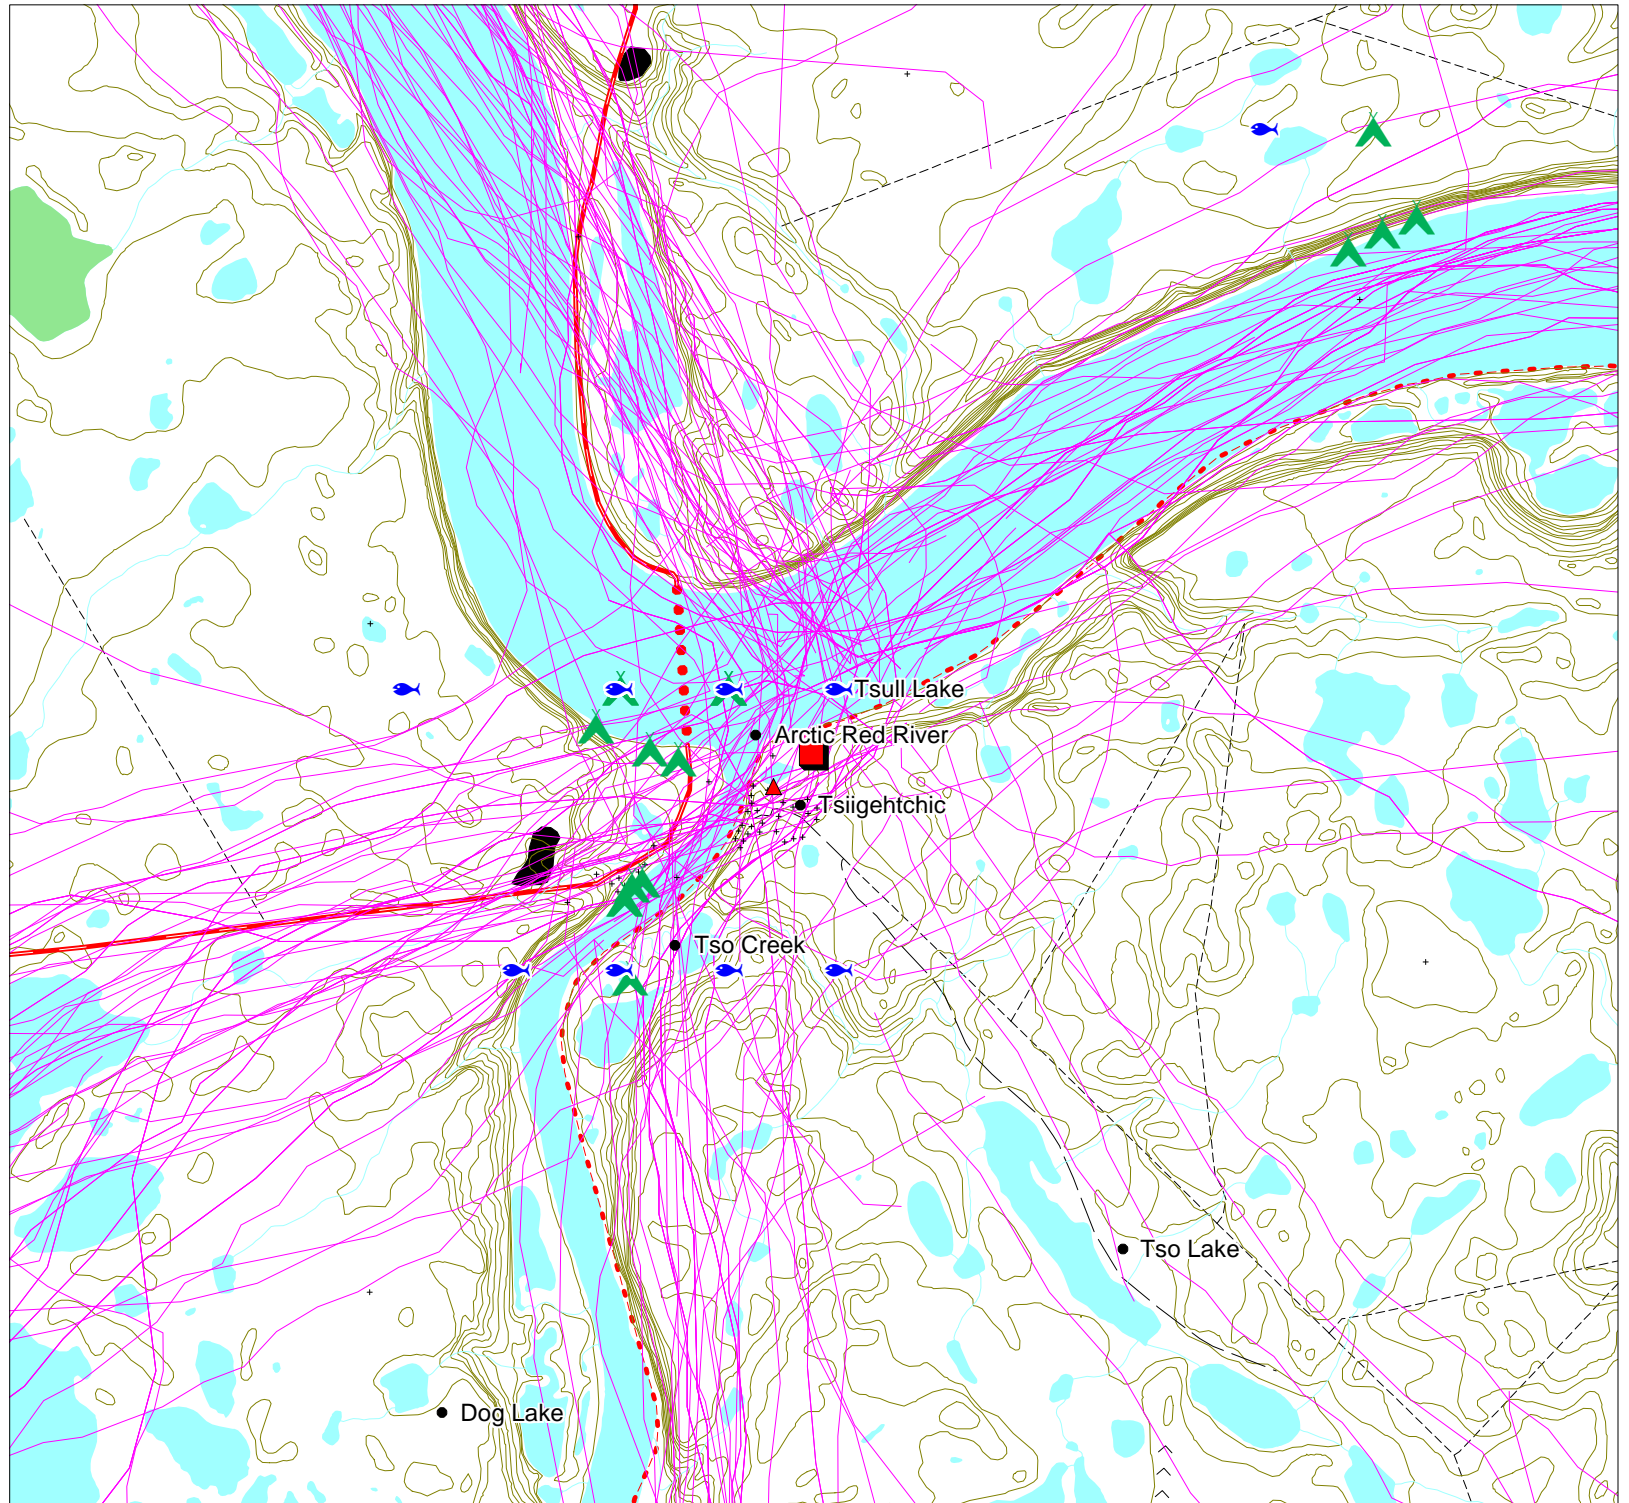 Tsull Lake
Arctic Red River
Tsiigehtchic
Tso Creek
Tso Lake
Dog Lake